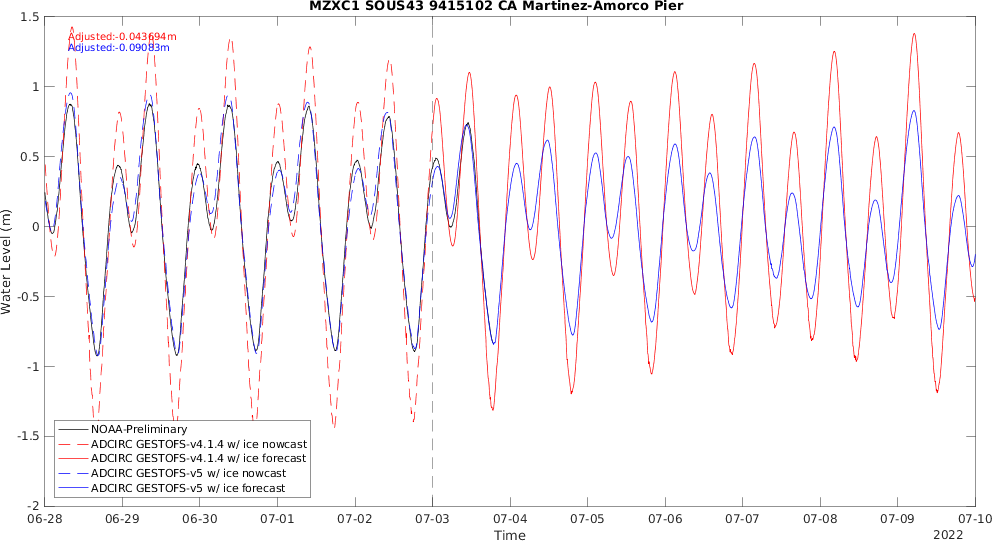 MZXC1 SOUS43 9415102 CA Martinez-Amorco Pier
1.5
Adjusted:-0.043694m
Adjusted:-0.09083m
1
0.5
0
-0.5
-1
-1.5
-2
Water Level (m)
NOAA-Preliminary
ADCIRC GESTOFS-v4.1.4 w/ ice nowcast
ADCIRC GESTOFS-v4.1.4 w/ ice forecast
ADCIRC GESTOFS-v5 w/ ice nowcast
ADCIRC GESTOFS-v5 w/ ice forecast
06-28 06-29 06-30 07-01 07-02 07-03 07-04 07-05 07-06 07-07 07-08 07-09 07-10
Time
2022